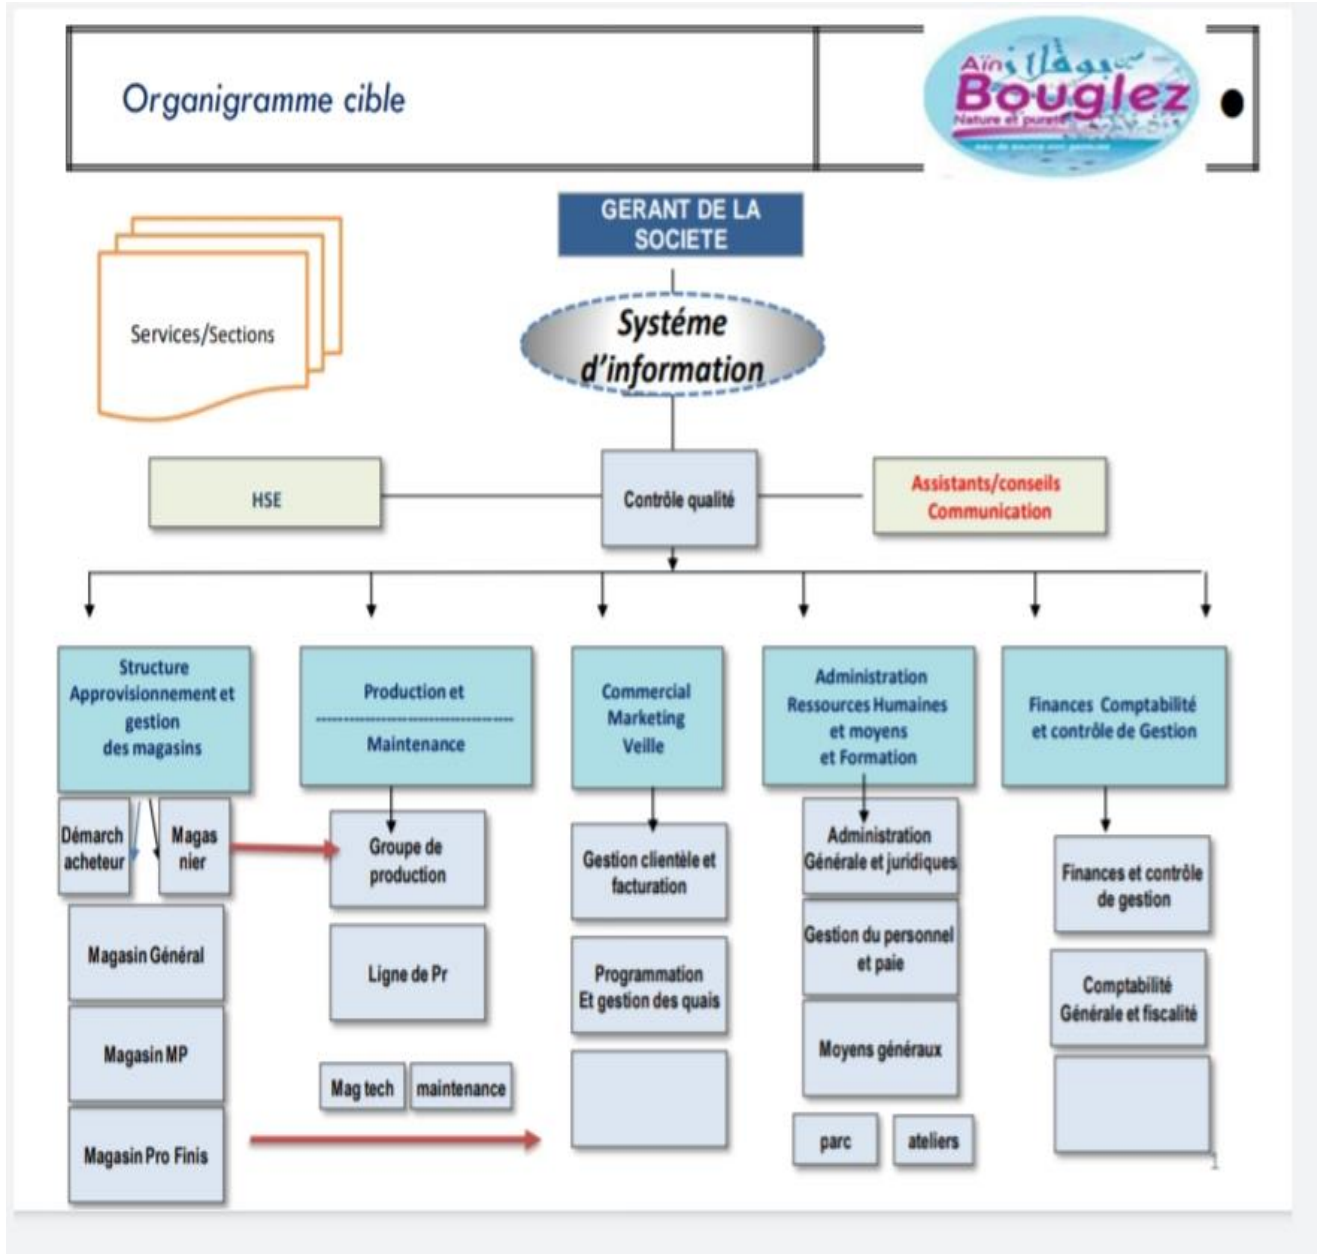 Organigramme cible
Aïn
Bouglez
Nature et pureté
GERANT DE LA
SOCIETE
Services/Sections
Systéme
d'information
HSE
Contrôle qualité
Assistants/conseils
Communication
Structure
Approvisionnement et
gestion
des magasins
Production et
Maintenance
Commercial
Marketing
Veille
Administration
Ressources Humaines
et moyens
et Formation
Finances Comptabilité
et contrôle de Gestion
Démarch
acheteur
Magas
nier
Groupe de
production
Gestion clientèle et
facturation
Administration
Générale et juridiques
Finances et contrôle
de gestion
Magasin Général
Ligne de Pr
Programmation
Et gestion des quais
Gestion du personnel
et paie
Comptabilité
Générale et fiscalité
Magasin MP
Mag tech
maintenance
Moyens généraux
Magasin Pro Finis
parc
ateliers
1